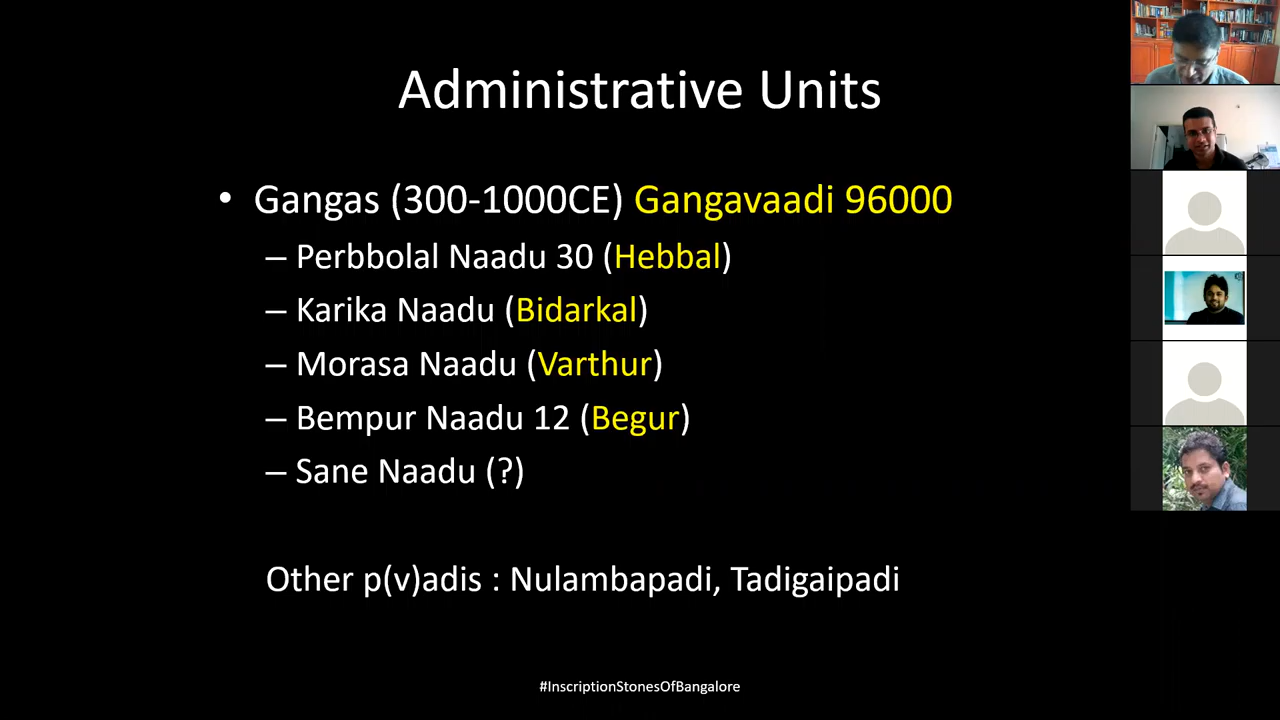 Administrative Units
• Gangas (300-1000CE) Gangavaadi 96000
– Perbbolal Naadu 30 (Hebbal)
– Karika Naadu (Bidarkal)
– Morasa Naadu (Varthur)
– Bempur Naadu 12 (Begur)
– Sane Naadu (?)
Other p(v)adis : Nulambapadi, Tadigaipadi
#InscriptionStonesOfBangalore